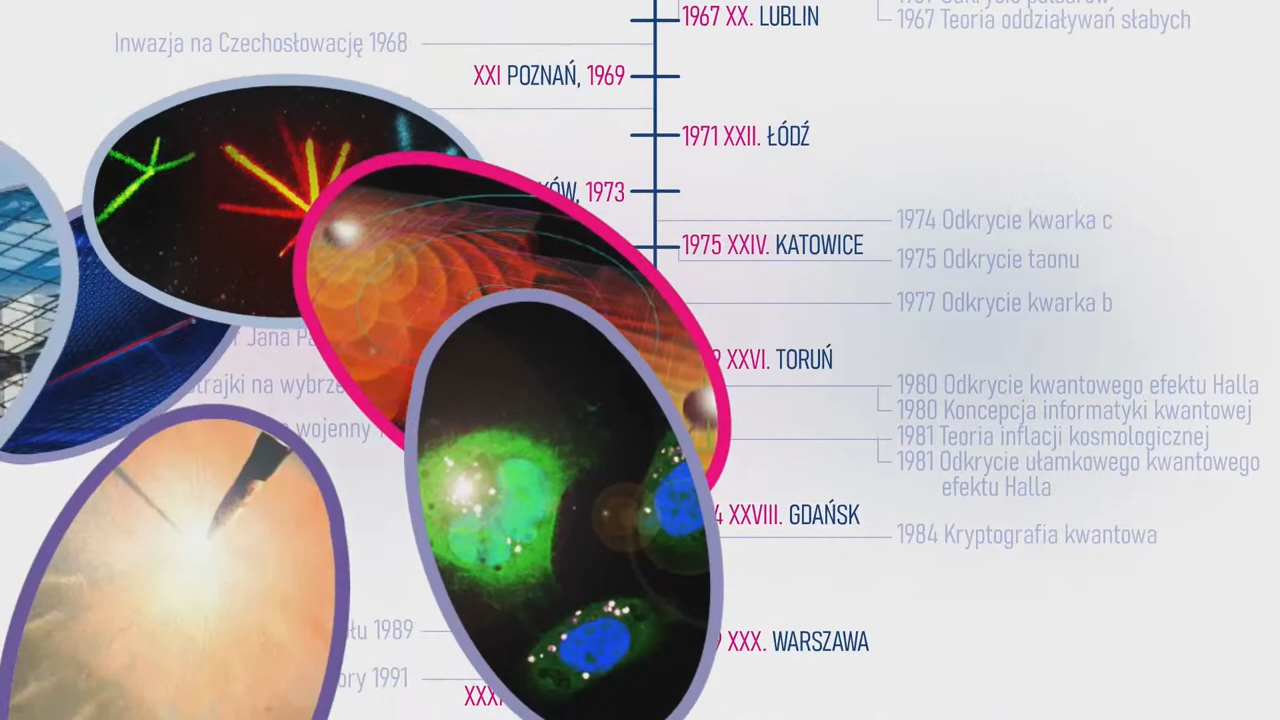 1967 XX. LUBLIN
1967 Teoria oddziaływań słabych
Inwazja na Czechosłowację 1968
XXI POZNAŃ, 1969
1971 XXII. ŁÓDŹ
1973
1974 Odkrycie kwarka c
1975 XXIV. KATOWICE
1975 Odkrycie taonu
1977 Odkrycie kwarka b
Jana
XXVI. TORUŃ
1980 Odkrycie kwantowego efektu Halla
na
1980 Koncepcja informatyki kwantowej
wojenny
1981 Teoria inflacji kosmologicznej
1981 Odkrycie ułamkowego kwantowego
efektu Halla
XXVIII. GDAŃSK
1984 Kryptografia kwantowa
1989
XXX. WARSZAWA
1991